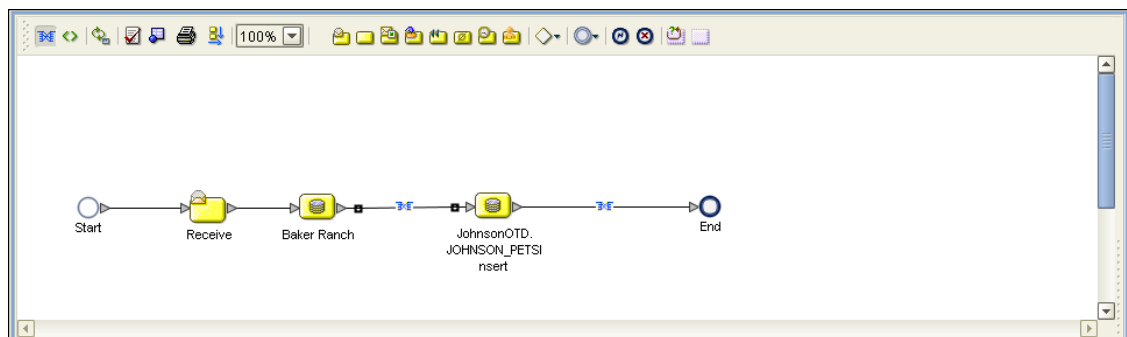 100%
Start
Receive
Baker Ranch
JohnsonOTD.
JOHNSON_PETSI
nsert
End